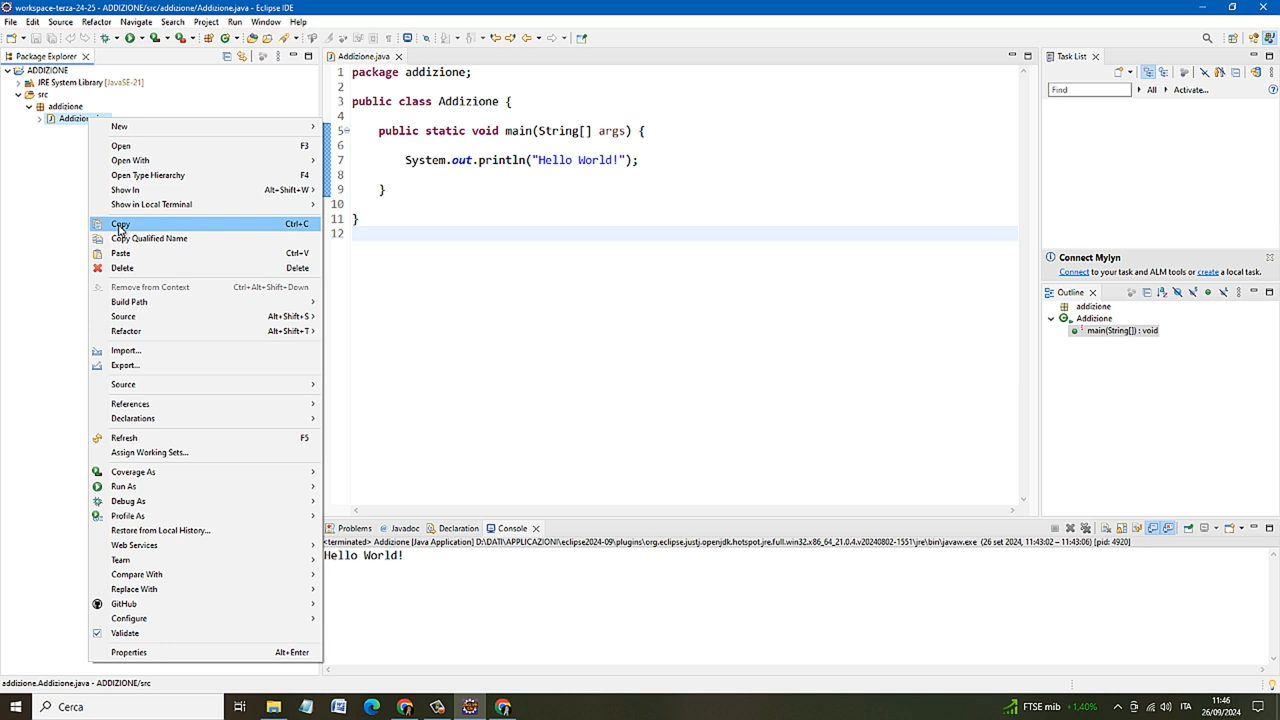 workspace-terza-24-25 - ADDIZIONE/src/addizione/Addizione.java - Eclipse IDE
File Edit Source Refactor Navigate Search Project Run Window Help
Package Explorer
ADDIZIONE
JRE System Library [JavaSE-21]
src
addizione
Addizion
New
Open F3
Open With
Open Type Hierarchy F4
Show In Alt+Shift+W
Show in Local Terminal
Copy Ctrl+C
Copy Qualified Name
Paste Ctrl+V
Delete Delete
Remove from Context Ctrl+Alt+Shift+Down
Build Path
Source Alt+Shift+S
Refactor Alt+Shift+T
Import...
Export...
Source
References
Declarations
Refresh F5
Assign Working Sets...
Coverage As
Run As
Debug As
Profile As
Restore from Local History...
Web Services
Team
Compare With
Replace With
GitHub
Configure
Validate
Properties Alt+Enter
Addizione.java
1 package addizione;
2
3 public class Addizione {
4
5 public static void main(String[] args) {
6
7 System.out.println("Hello World!");
8
9 }
10
11 }
12
Task List
Find All Activate...
Connect Mylyn
Connect to your task and ALM tools or create a local task.
Outline
addizione
Addizione
main(String[]) : void
Problems Javadoc Declaration Console
<terminated> Addizione [Java Application] D:\DATI\APPLICAZIONI\eclipse2024-09\plugins\org.eclipse.justj.openjdk.hotspot.jre.full.win32.x86_64_21.0.4.v20240802-1551\jre\bin\javaw.exe (26 set 2024, 11:43:02 – 11:43:06) [pid: 4920]
Hello World!
addizione.Addizione.java - ADDIZIONE/src
Cerca
FTSE mib +1,40%
ITA
11:46
26/09/2024